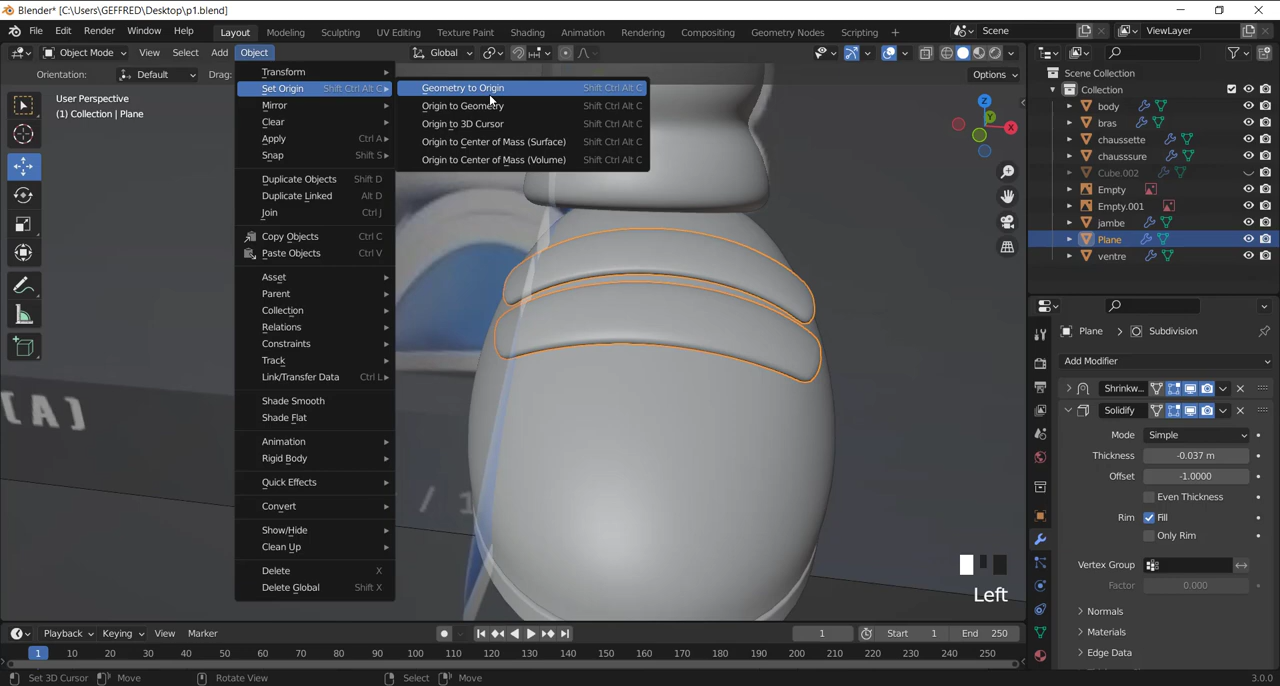 Blender* [C:\Users\GEFFRED\Desktop\p1.blend]
File Edit Render Window Help Layout Modeling Sculpting UV Editing Texture Paint Shading Animation Rendering Compositing Geometry Nodes Scripting + Scene ViewLayer
Object Mode View Select Add Object Global Options
Orientation: Default Drag:
User Perspective
(1) Collection | Plane
Transform
Set Origin Shift Ctrl Alt C
Mirror
Clear
Apply Ctrl A
Snap Shift S
Duplicate Objects Shift D
Duplicate Linked Alt D
Join Ctrl J
Copy Objects Ctrl C
Paste Objects Ctrl V
Asset
Parent
Collection
Relations
Constraints
Track
Link/Transfer Data Ctrl L
Shade Smooth
Shade Flat
Animation
Rigid Body
Quick Effects
Convert
Show/Hide
Clean Up
Delete X
Delete Global Shift X
Geometry to Origin Shift Ctrl Alt C
Origin to Geometry Shift Ctrl Alt C
Origin to 3D Cursor Shift Ctrl Alt C
Origin to Center of Mass (Surface) Shift Ctrl Alt C
Origin to Center of Mass (Volume) Shift Ctrl Alt C
Z
Y
X
[A]
/ 1
Left
Scene Collection
Collection
body
bras
chaussette
chausssure
Cube.002
Empty
Empty.001
jambe
Plane
ventre
Plane > Subdivision
Add Modifier
Shrinkw...
Solidify
Mode Simple
Thickness -0.037 m
Offset -1.0000
Even Thickness
Rim Fill
Only Rim
Vertex Group
Factor 0.000
Normals
Materials
Edge Data
Playback Keying View Marker 1 Start 1 End 250
1 10 20 30 40 50 60 70 80 90 100 110 120 130 140 150 160 170 180 190 200 210 220 230 240 250
Set 3D Cursor Move Rotate View Select Move 3.0.0